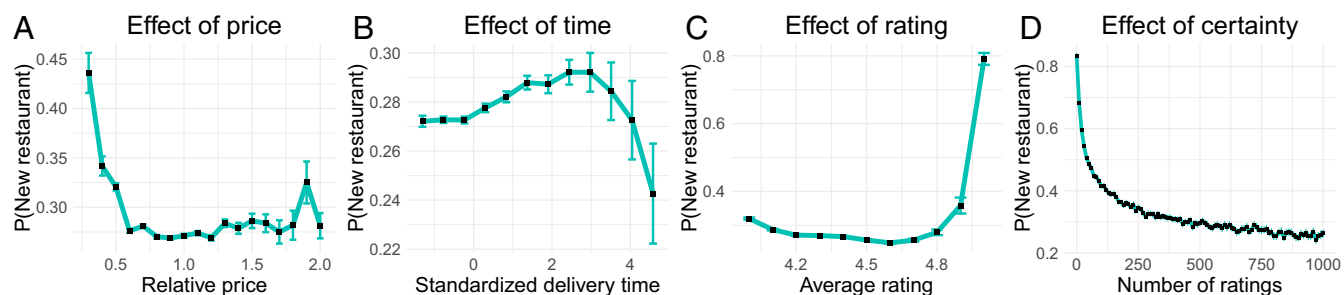 A Effect of price
P(New restaurant)
0.45
0.40
0.35
0.30
0.5 1.0 1.5 2.0
Relative price
B Effect of time
P(New restaurant)
0.30
0.28
0.26
0.24
0.22
0 2 4
Standardized delivery time
C Effect of rating
P(New restaurant)
0.8
0.6
0.4
4.2 4.5 4.8
Average rating
D Effect of certainty
P(New restaurant)
0.8
0.6
0.4
0.2
0 250 500 750 1000
Number of ratings